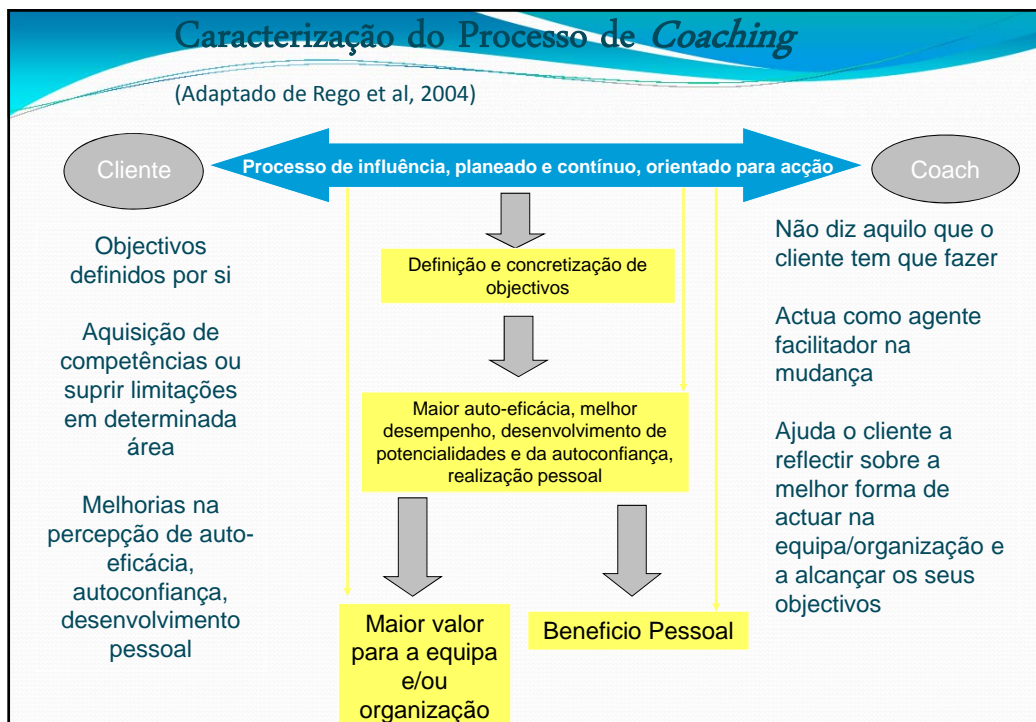 Caracterização do Processo de Coaching
(Adaptado de Rego et al, 2004)
Cliente
Processo de influência, planeado e contínuo, orientado para acção
Coach
Objectivos
definidos por si
Aquisição de
competências ou
suprir limitações
em determinada
área
Melhorias na
percepção de auto-
eficácia,
autoconfiança,
desenvolvimento
pessoal
Definição e concretização de
objectivos
Maior auto-eficácia, melhor
desempenho, desenvolvimento de
potencialidades e da autoconfiança,
realização pessoal
Maior valor
para a equipa
e/ou
organização
Beneficio Pessoal
Não diz aquilo que o
cliente tem que fazer
Actua como agente
facilitador na
mudança
Ajuda o cliente a
reflectir sobre a
melhor forma de
actuar na
equipa/organização e
a alcançar os seus
objectivos